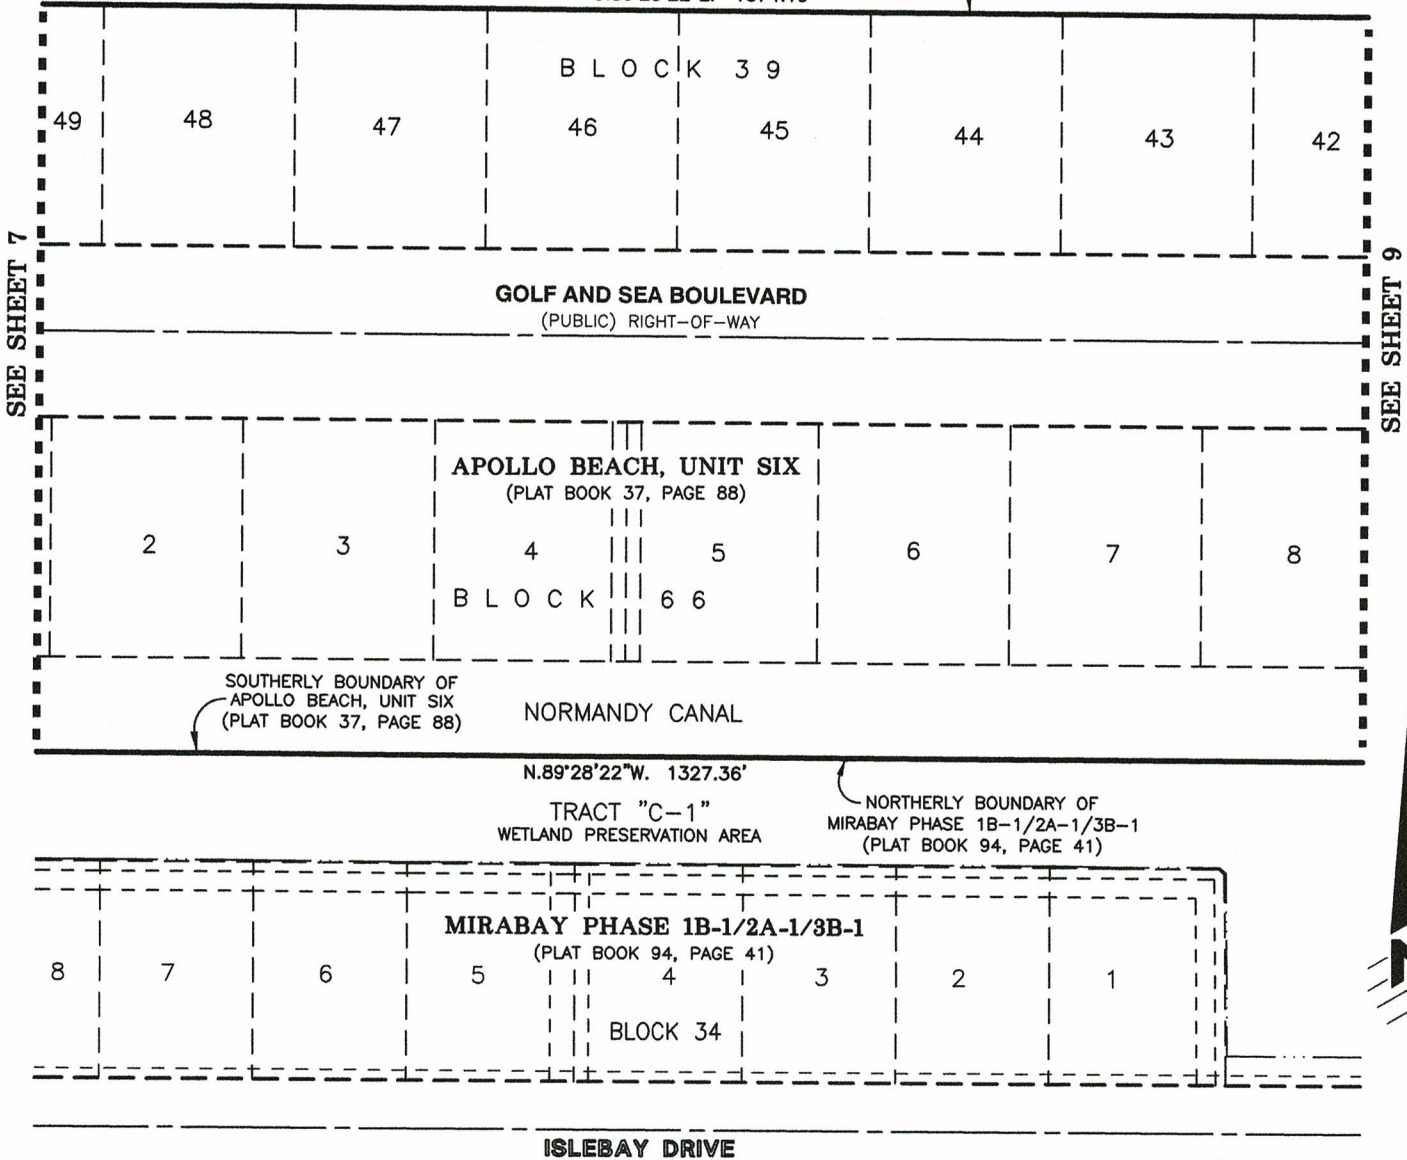 BLOCK 39
49 48 47 46 45 44 43 42
SEE SHEET 7
SEE SHEET 9
GOLF AND SEA BOULEVARD
(PUBLIC) RIGHT-OF-WAY
APOLLO BEACH, UNIT SIX
(PLAT BOOK 37, PAGE 88)
2 3 4 5 6 7 8
BLOCK 66
SOUTHERLY BOUNDARY OF
APOLLO BEACH, UNIT SIX
(PLAT BOOK 37, PAGE 88)
NORMANDY CANAL
N.89°28'22"W. 1327.36'
TRACT "C-1"
WETLAND PRESERVATION AREA
NORTHERLY BOUNDARY OF
MIRABAY PHASE 1B-1/2A-1/3B-1
(PLAT BOOK 94, PAGE 41)
MIRABAY PHASE 1B-1/2A-1/3B-1
(PLAT BOOK 94, PAGE 41)
8 7 6 5 4 3 2 1
BLOCK 34
ISLEBAY DRIVE